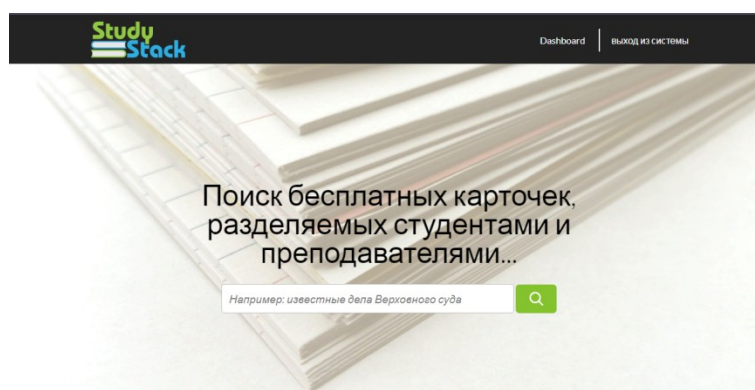 Study
Stack
Dashboard
выход из системы
Поиск бесплатных карточек,
разделяемых студентами и
преподавателями...
Например: известные дела Верховного суда